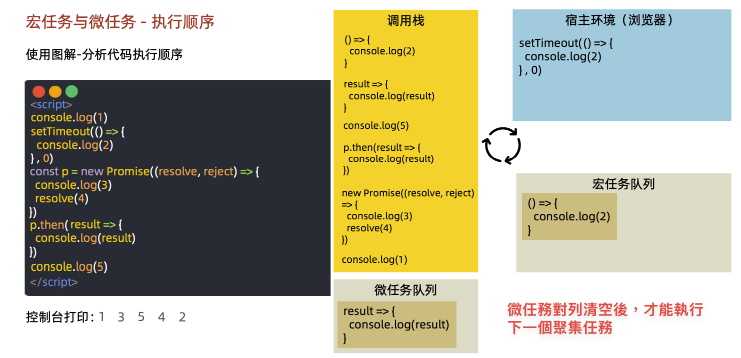 宏任务与微任务 - 执行顺序
使用图解-分析代码执行顺序
<script>
console.log(1)
setTimeout(() => {
  console.log(2)
} , 0)
const p = new Promise((resolve, reject) => {
  console.log(3)
  resolve(4)
})
p.then( result => {
  console.log(result)
})
console.log(5)
</script>
控制台打印：1 3 5 4 2
调用栈
() => {
  console.log(2)
}
result => {
  console.log(result)
}
console.log(5)
p.then(result => {
  console.log(result)
})
new Promise((resolve, reject)
=> {
  console.log(3)
  resolve(4)
})
console.log(1)
微任务队列
result => {
  console.log(result)
}
宿主环境（浏览器）
setTimeout(() => {
  console.log(2)
} , 0)
宏任务队列
() => {
  console.log(2)
}
微任務對列清空後，才能執行
下一個聚集任務